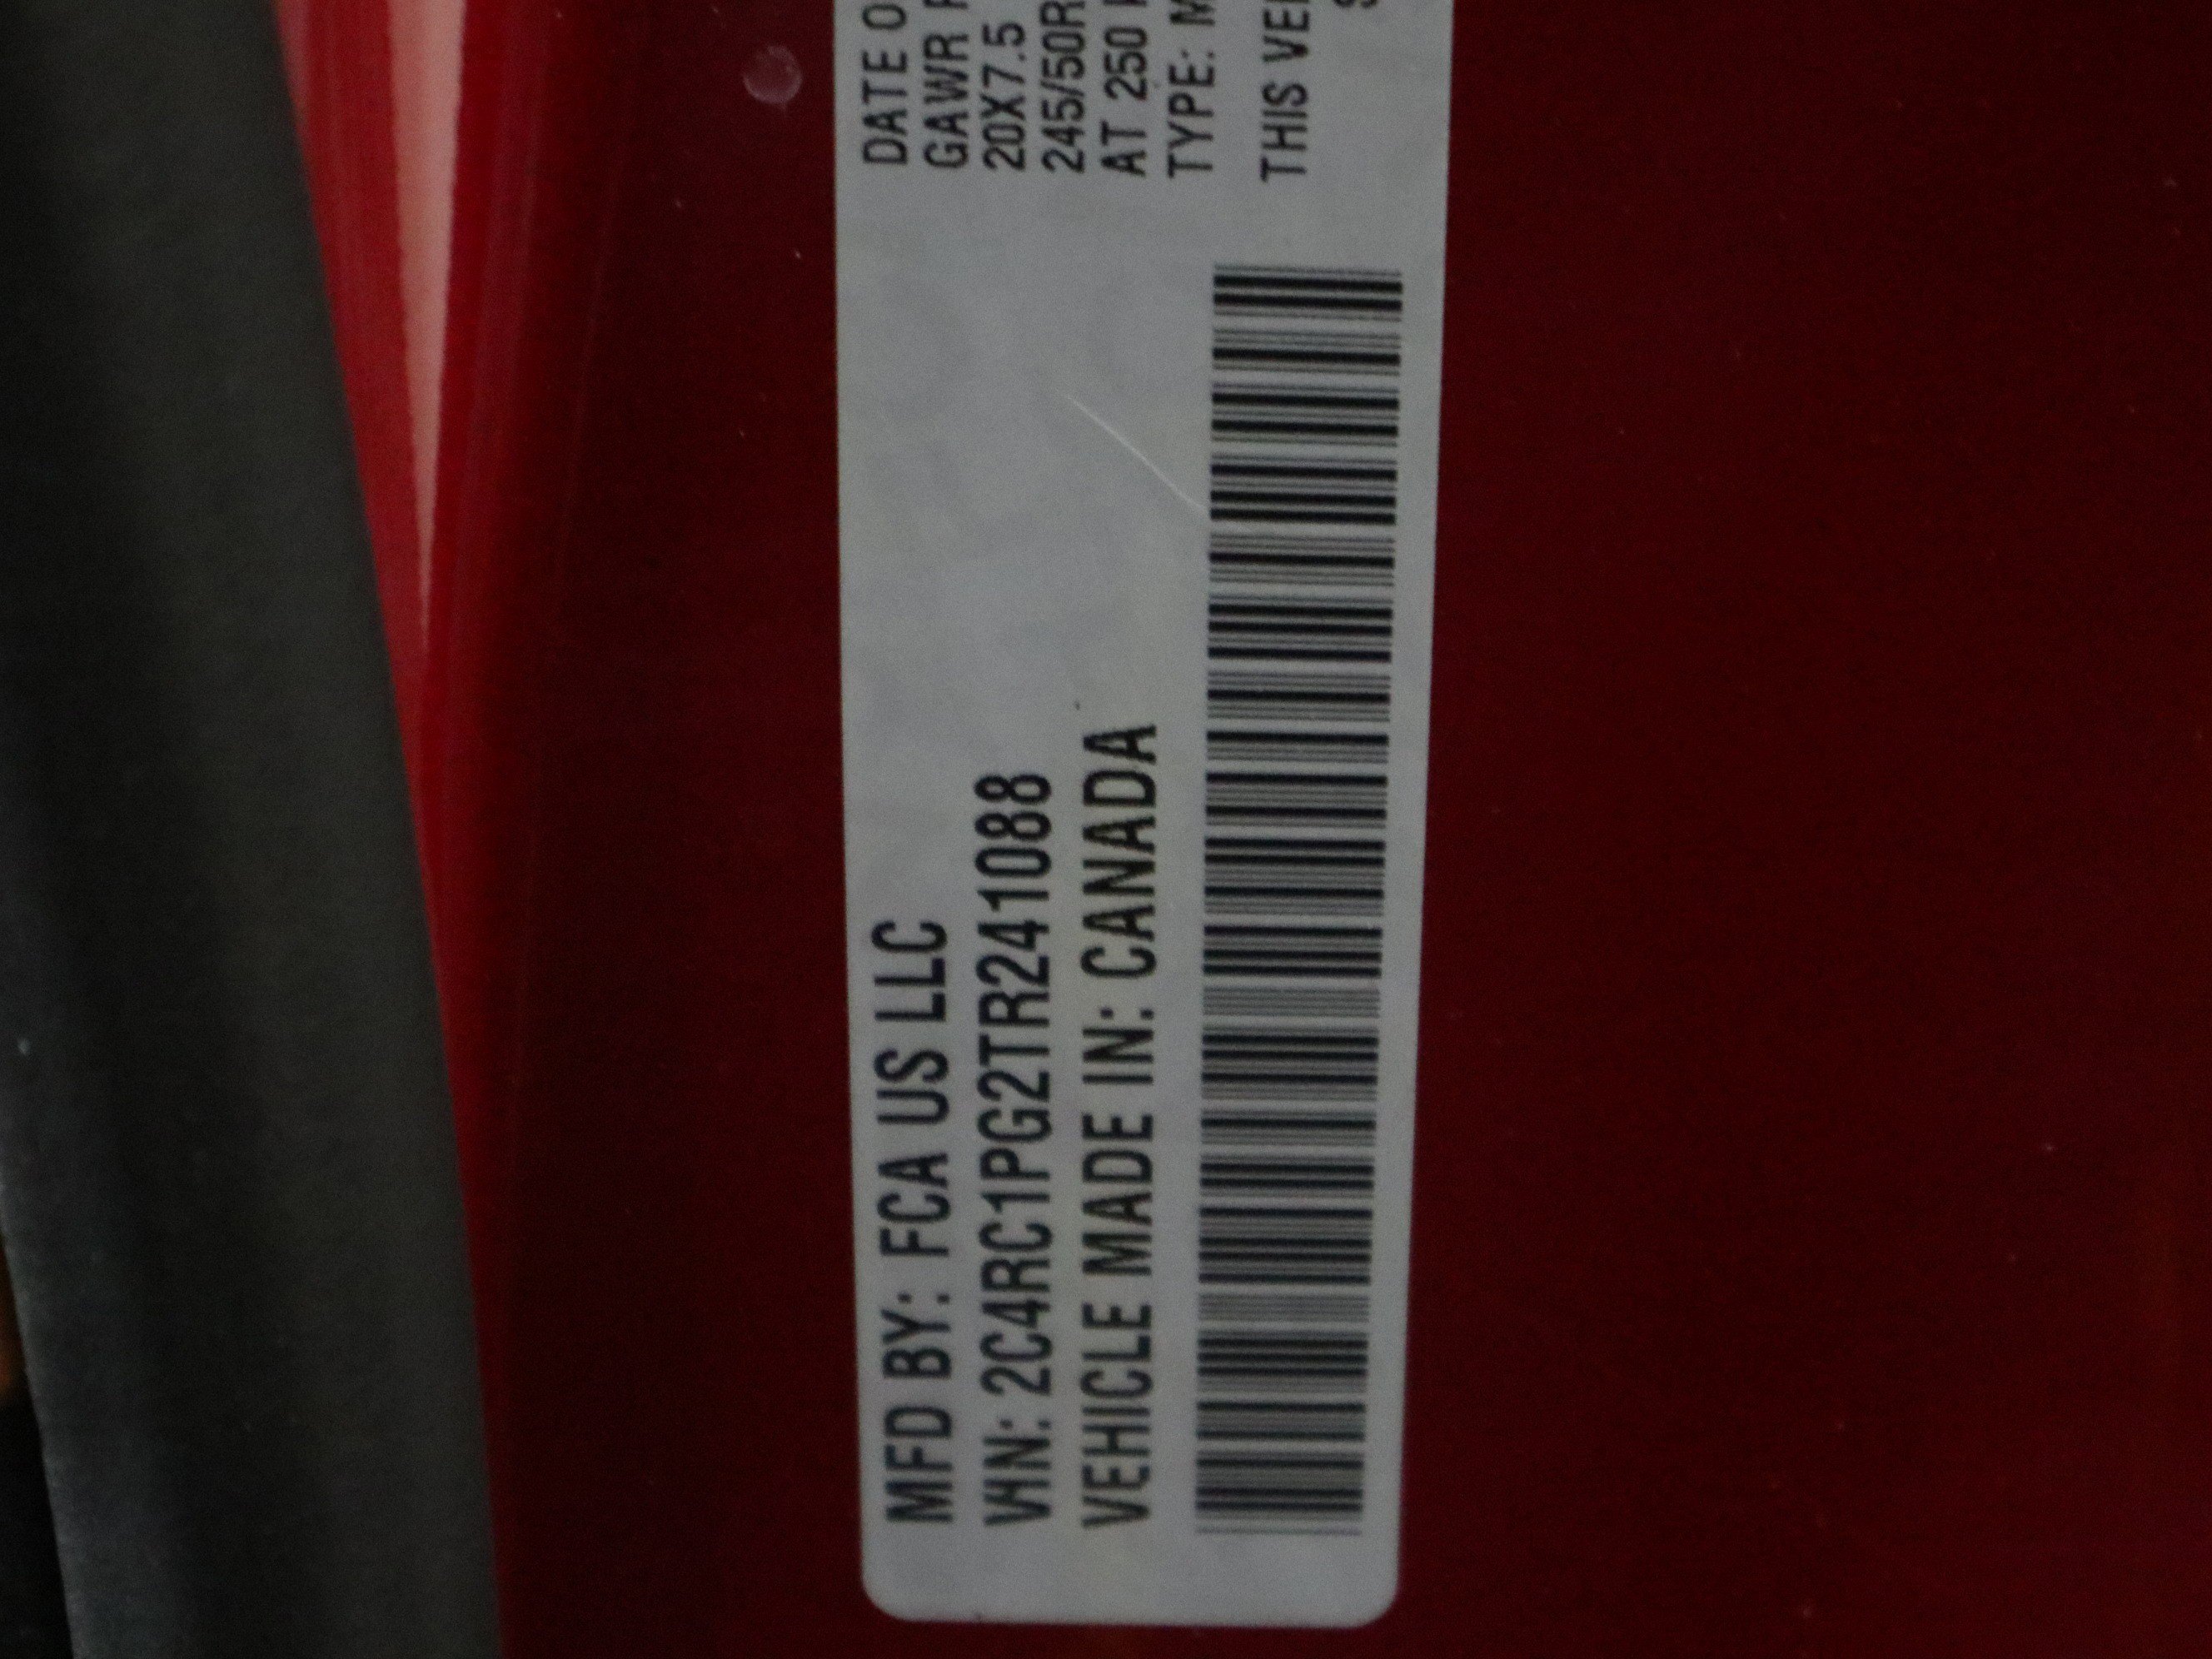 MFD BY: FCA US LLC
VIN: 2C4RC1PG2TR241088
VEHICLE MADE IN: CANADA
DATE O
GAWR
20X7.5
245/50R
AT 250
TYPE: M
THIS VE